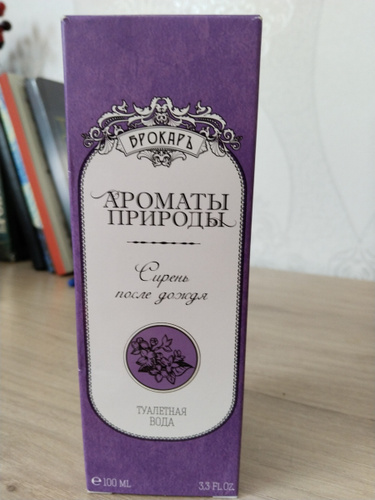 БРОКАРЪ
АРОМАТЫ
ПРИРОДЫ
Сирень
после дождя
ТУАЛЕТНАЯ
ВОДА
℮ 100 ML 3.3 FL.OZ.